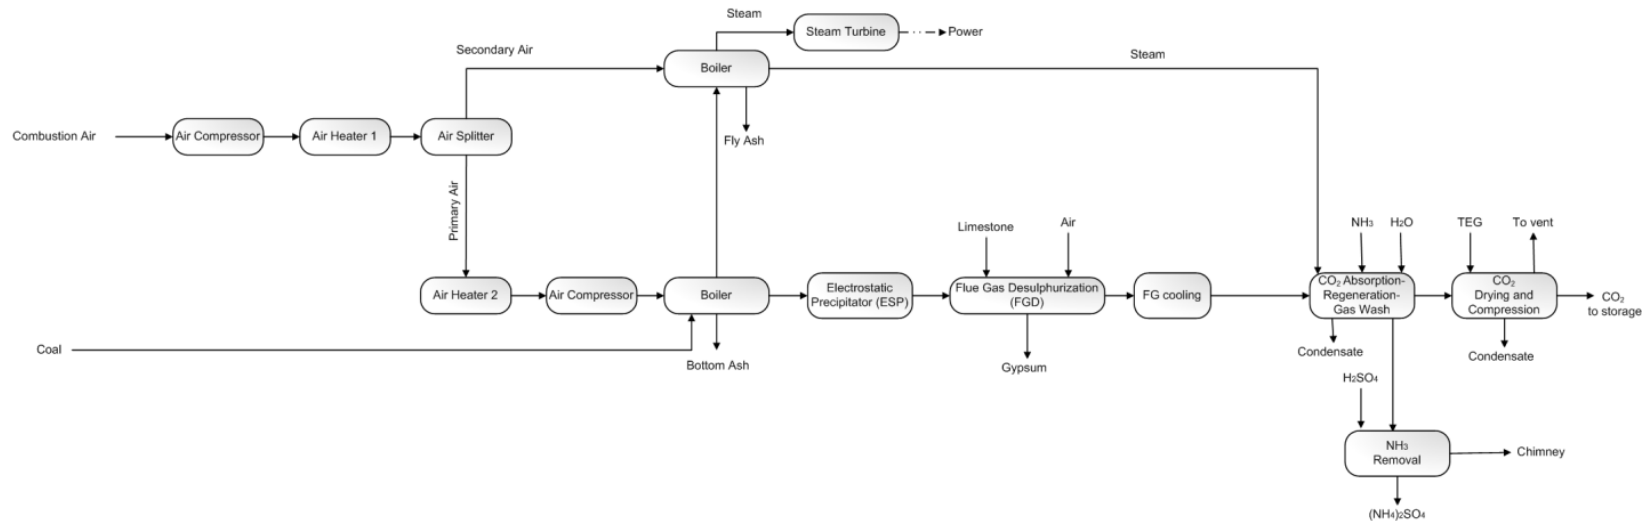 Steam
Steam Turbine
Power
Secondary Air
Boiler
Steam
Combustion Air
Air Compressor
Air Heater 1
Air Splitter
Fly Ash
Primary Air
Limestone
Air
NH3
H2O
TEG
To vent
Air Heater 2
Air Compressor
Boiler
Electrostatic
Precipitator (ESP)
Flue Gas Desulphurization
(FGD)
FG cooling
CO2 Absorption-
Regeneration-
Gas Wash
CO2
Drying and
Compression
CO2
to storage
Coal
Bottom Ash
Gypsum
Condensate
Condensate
H2SO4
NH3
Removal
Chimney
(NH4)2SO4